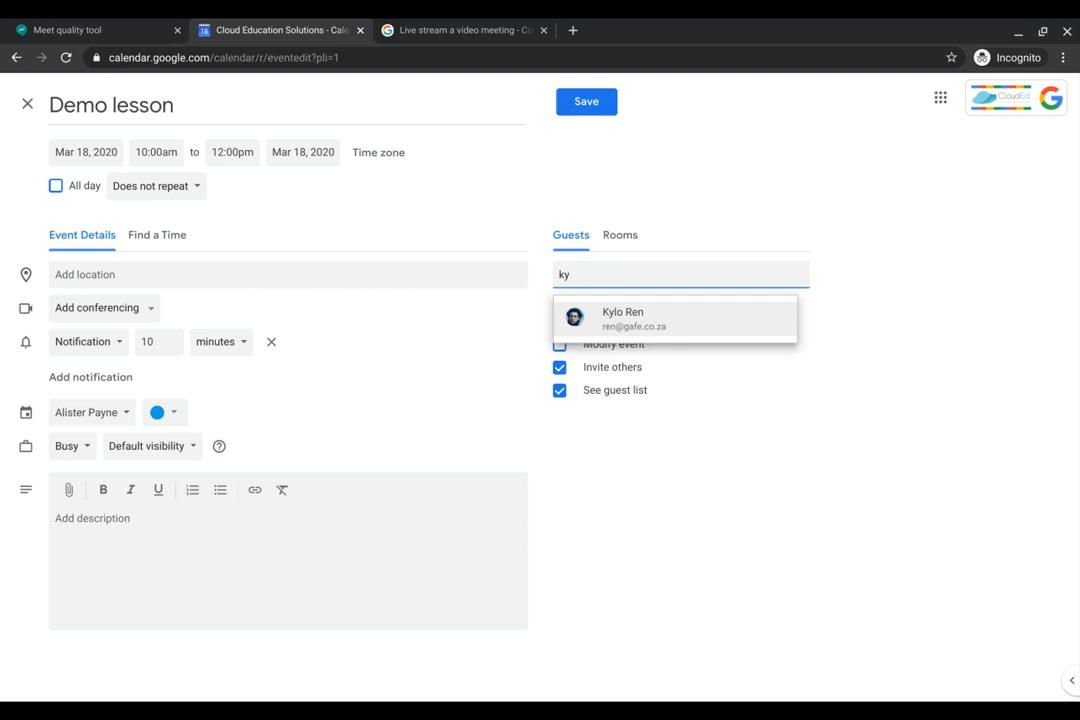 Meet quality tool
Cloud Education Solutions - Cale
Live stream a video meeting - Co
calendar.google.com/calendar/r/eventedit?pli=1
Incognito
Demo lesson
Save
CloudEd
Mar 18, 2020 10:00am to 12:00pm Mar 18, 2020 Time zone
All day Does not repeat
Event Details Find a Time
Guests Rooms
Add location
ky
Kylo Ren
ren@gafe.co.za
Add conferencing
Notification 10 minutes
Modify event
Invite others
Add notification
See guest list
Alister Payne
Busy Default visibility
B I U
Add description